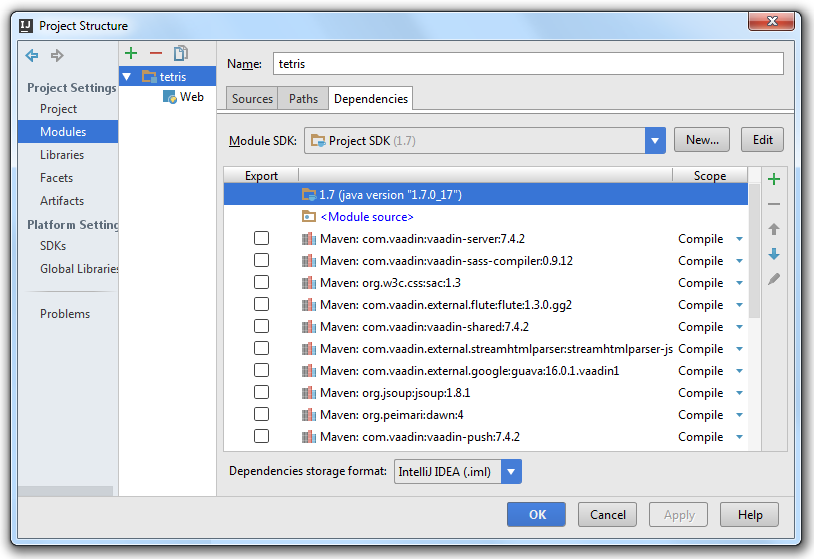 Project Structure
Project Settings
Project
Modules
Libraries
Facets
Artifacts
Platform Setting
SDKs
Global Libraries
Problems
tetris
Web
Name: tetris
Sources Paths Dependencies
Module SDK: Project SDK (1.7) New... Edit
Export Scope
1.7 (java version "1.7.0_17")
<Module source>
Maven: com.vaadin:vaadin-server:7.4.2 Compile
Maven: com.vaadin:vaadin-sass-compiler:0.9.12 Compile
Maven: org.w3c.css:sac:1.3 Compile
Maven: com.vaadin.external.flute:flute:1.3.0.gg2 Compile
Maven: com.vaadin:vaadin-shared:7.4.2 Compile
Maven: com.vaadin.external.streamhtmlparser:streamhtmlparser-js Compile
Maven: com.vaadin.external.google:guava:16.0.1.vaadin1 Compile
Maven: org.jsoup:jsoup:1.8.1 Compile
Maven: org.peimari:dawn:4 Compile
Maven: com.vaadin:vaadin-push:7.4.2 Compile
Dependencies storage format: IntelliJ IDEA (.iml)
OK Cancel Apply Help